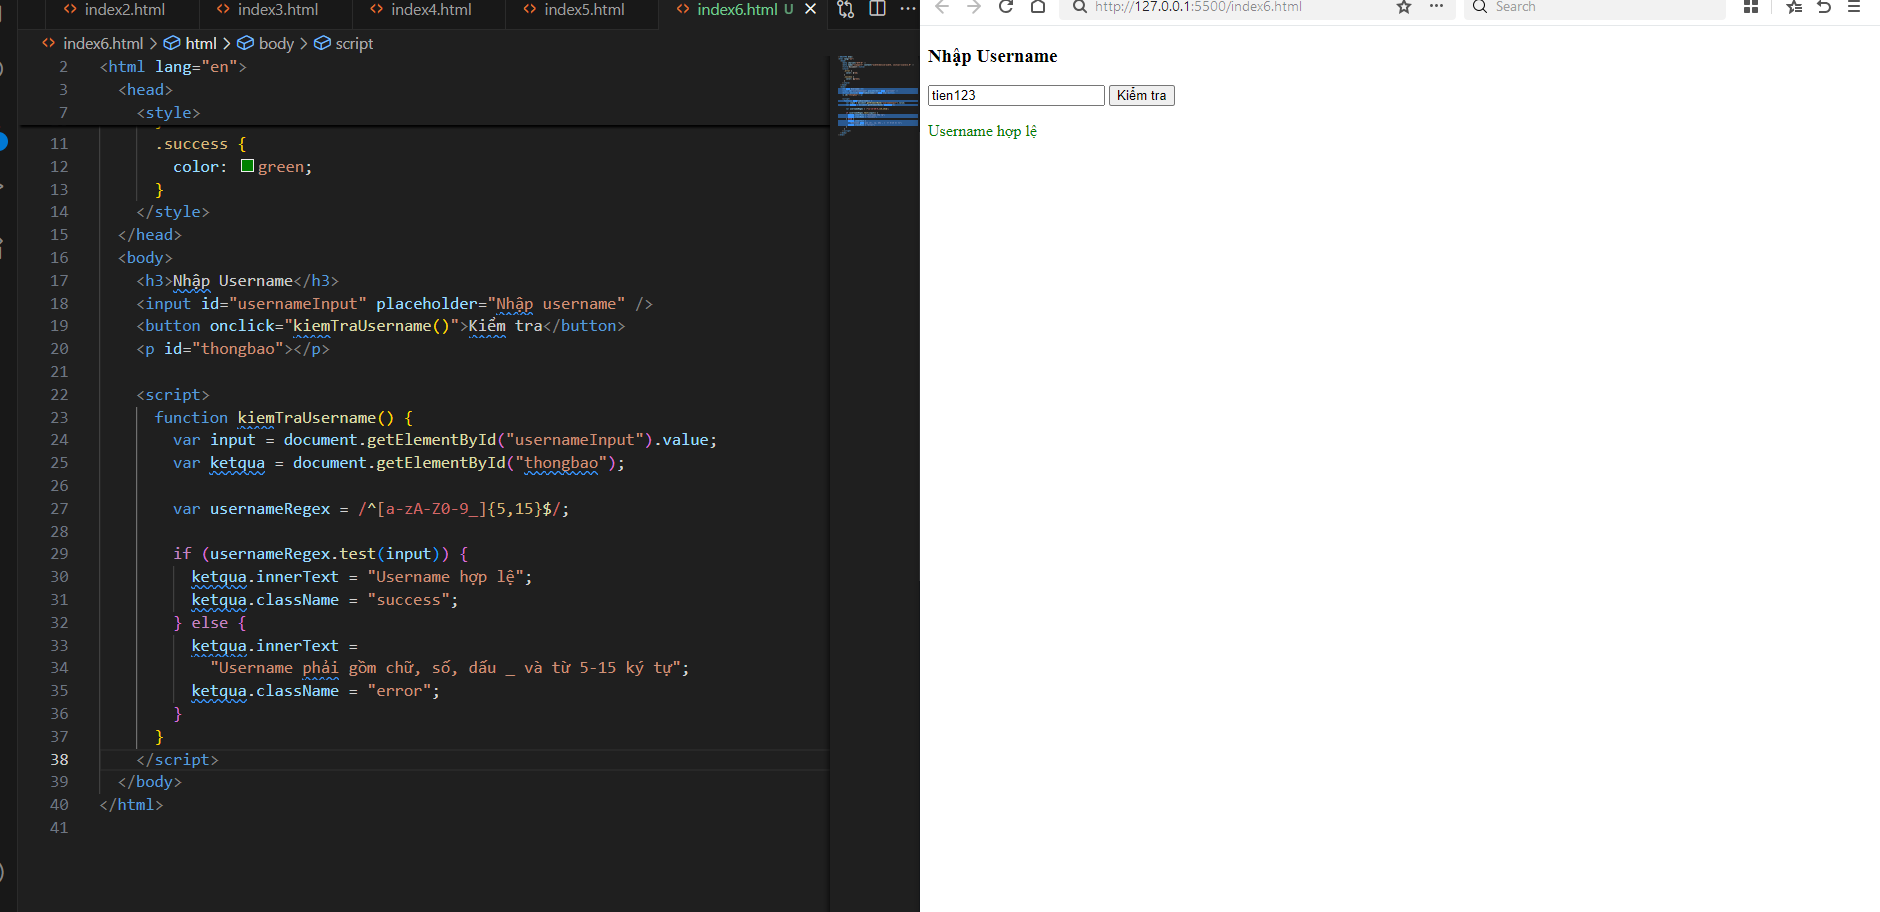 index2.html
index3.html
index4.html
index5.html
index6.html U
index6.html > html > body > script
2 <html lang="en">
3 <head>
7 <style>
11 .success {
12 color: green;
13 }
14 </style>
15 </head>
16 <body>
17 <h3>Nhập Username</h3>
18 <input id="usernameInput" placeholder="Nhập username" />
19 <button onclick="kiemTraUsername()">Kiểm tra</button>
20 <p id="thongbao"></p>
21
22 <script>
23 function kiemTraUsername() {
24 var input = document.getElementById("usernameInput").value;
25 var ketqua = document.getElementById("thongbao");
26
27 var usernameRegex = /^[a-zA-Z0-9_]{5,15}$/;
28
29 if (usernameRegex.test(input)) {
30 ketqua.innerText = "Username hợp lệ";
31 ketqua.className = "success";
32 } else {
33 ketqua.innerText =
34 "Username phải gồm chữ, số, dấu _ và từ 5-15 ký tự";
35 ketqua.className = "error";
36 }
37 }
38 </script>
39 </body>
40 </html>
41
http://127.0.0.1:5500/index6.html
Search
Nhập Username
tien123
Kiểm tra
Username hợp lệ